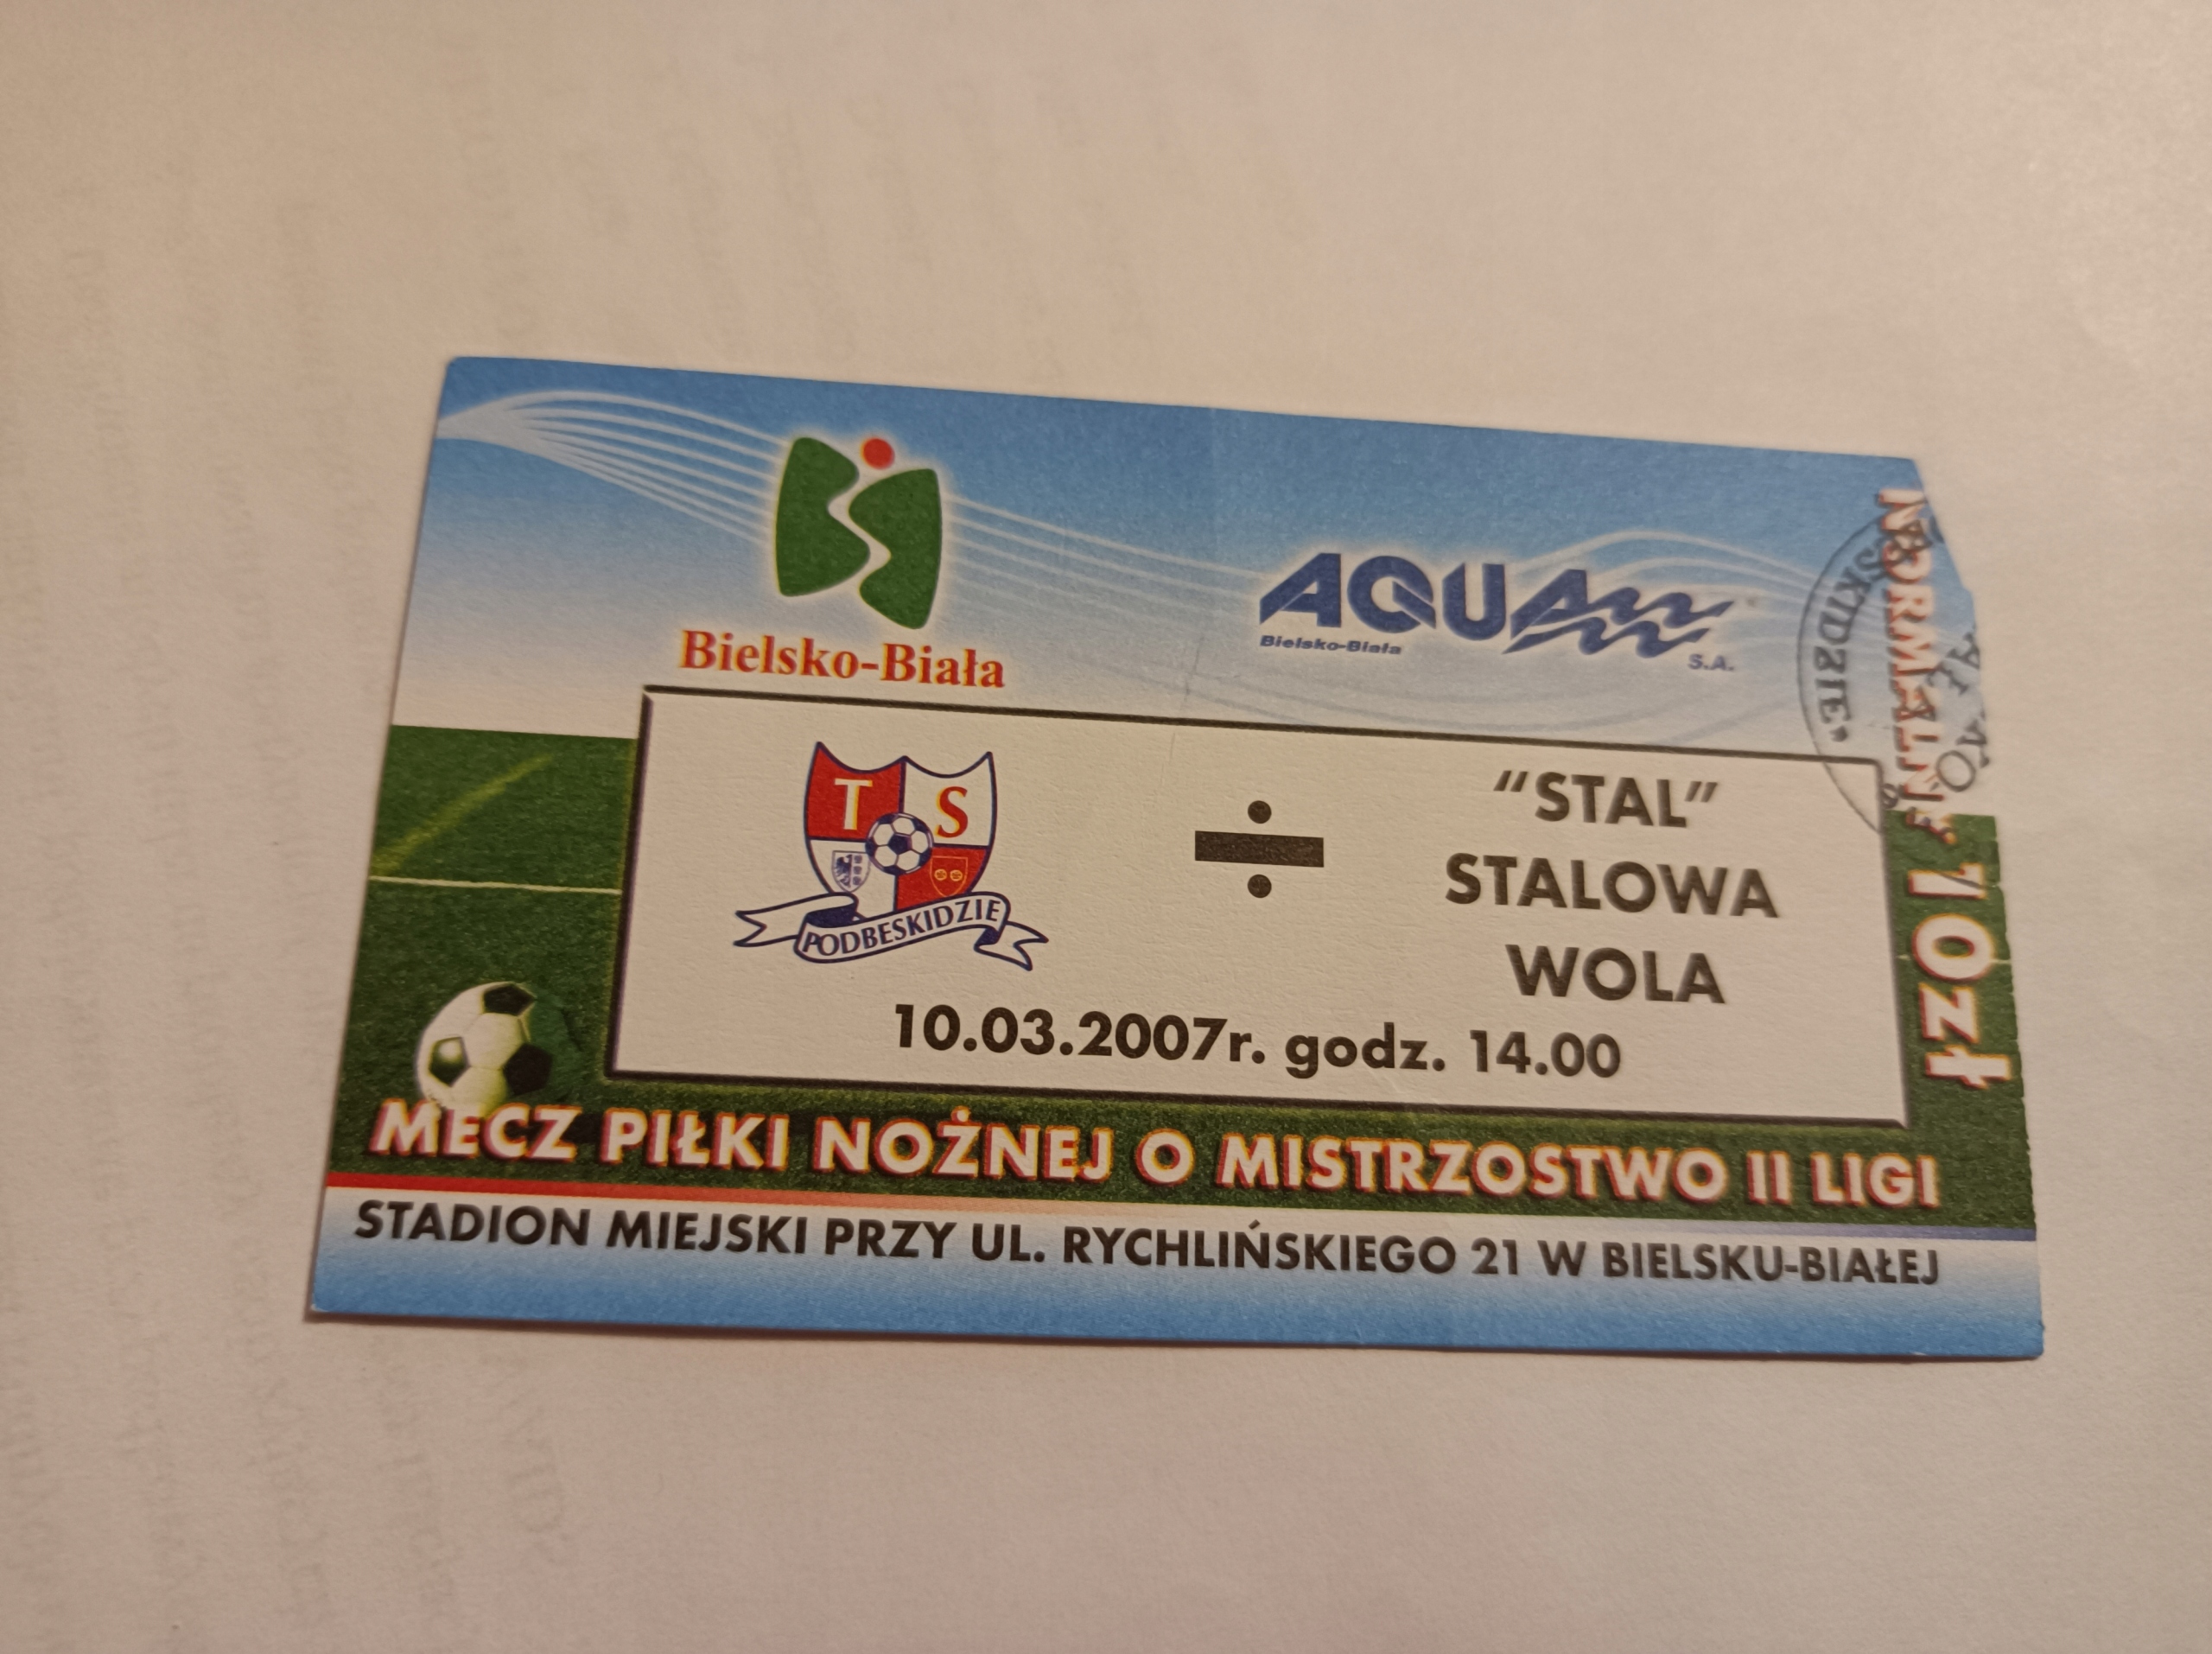 Bielsko-Biała
AQUA
Bielsko-Biała
S.A.
T S
PODBESKIDZIE
÷
"STAL"
STALOWA
WOLA
10.03.2007r. godz. 14.00
MECZ PIŁKI NOŻNEJ O MISTRZOSTWO II LIGI
STADION MIEJSKI PRZY UL. RYCHLIŃSKIEGO 21 W BIELSKU-BIAŁEJ
NORMALNY 10zł